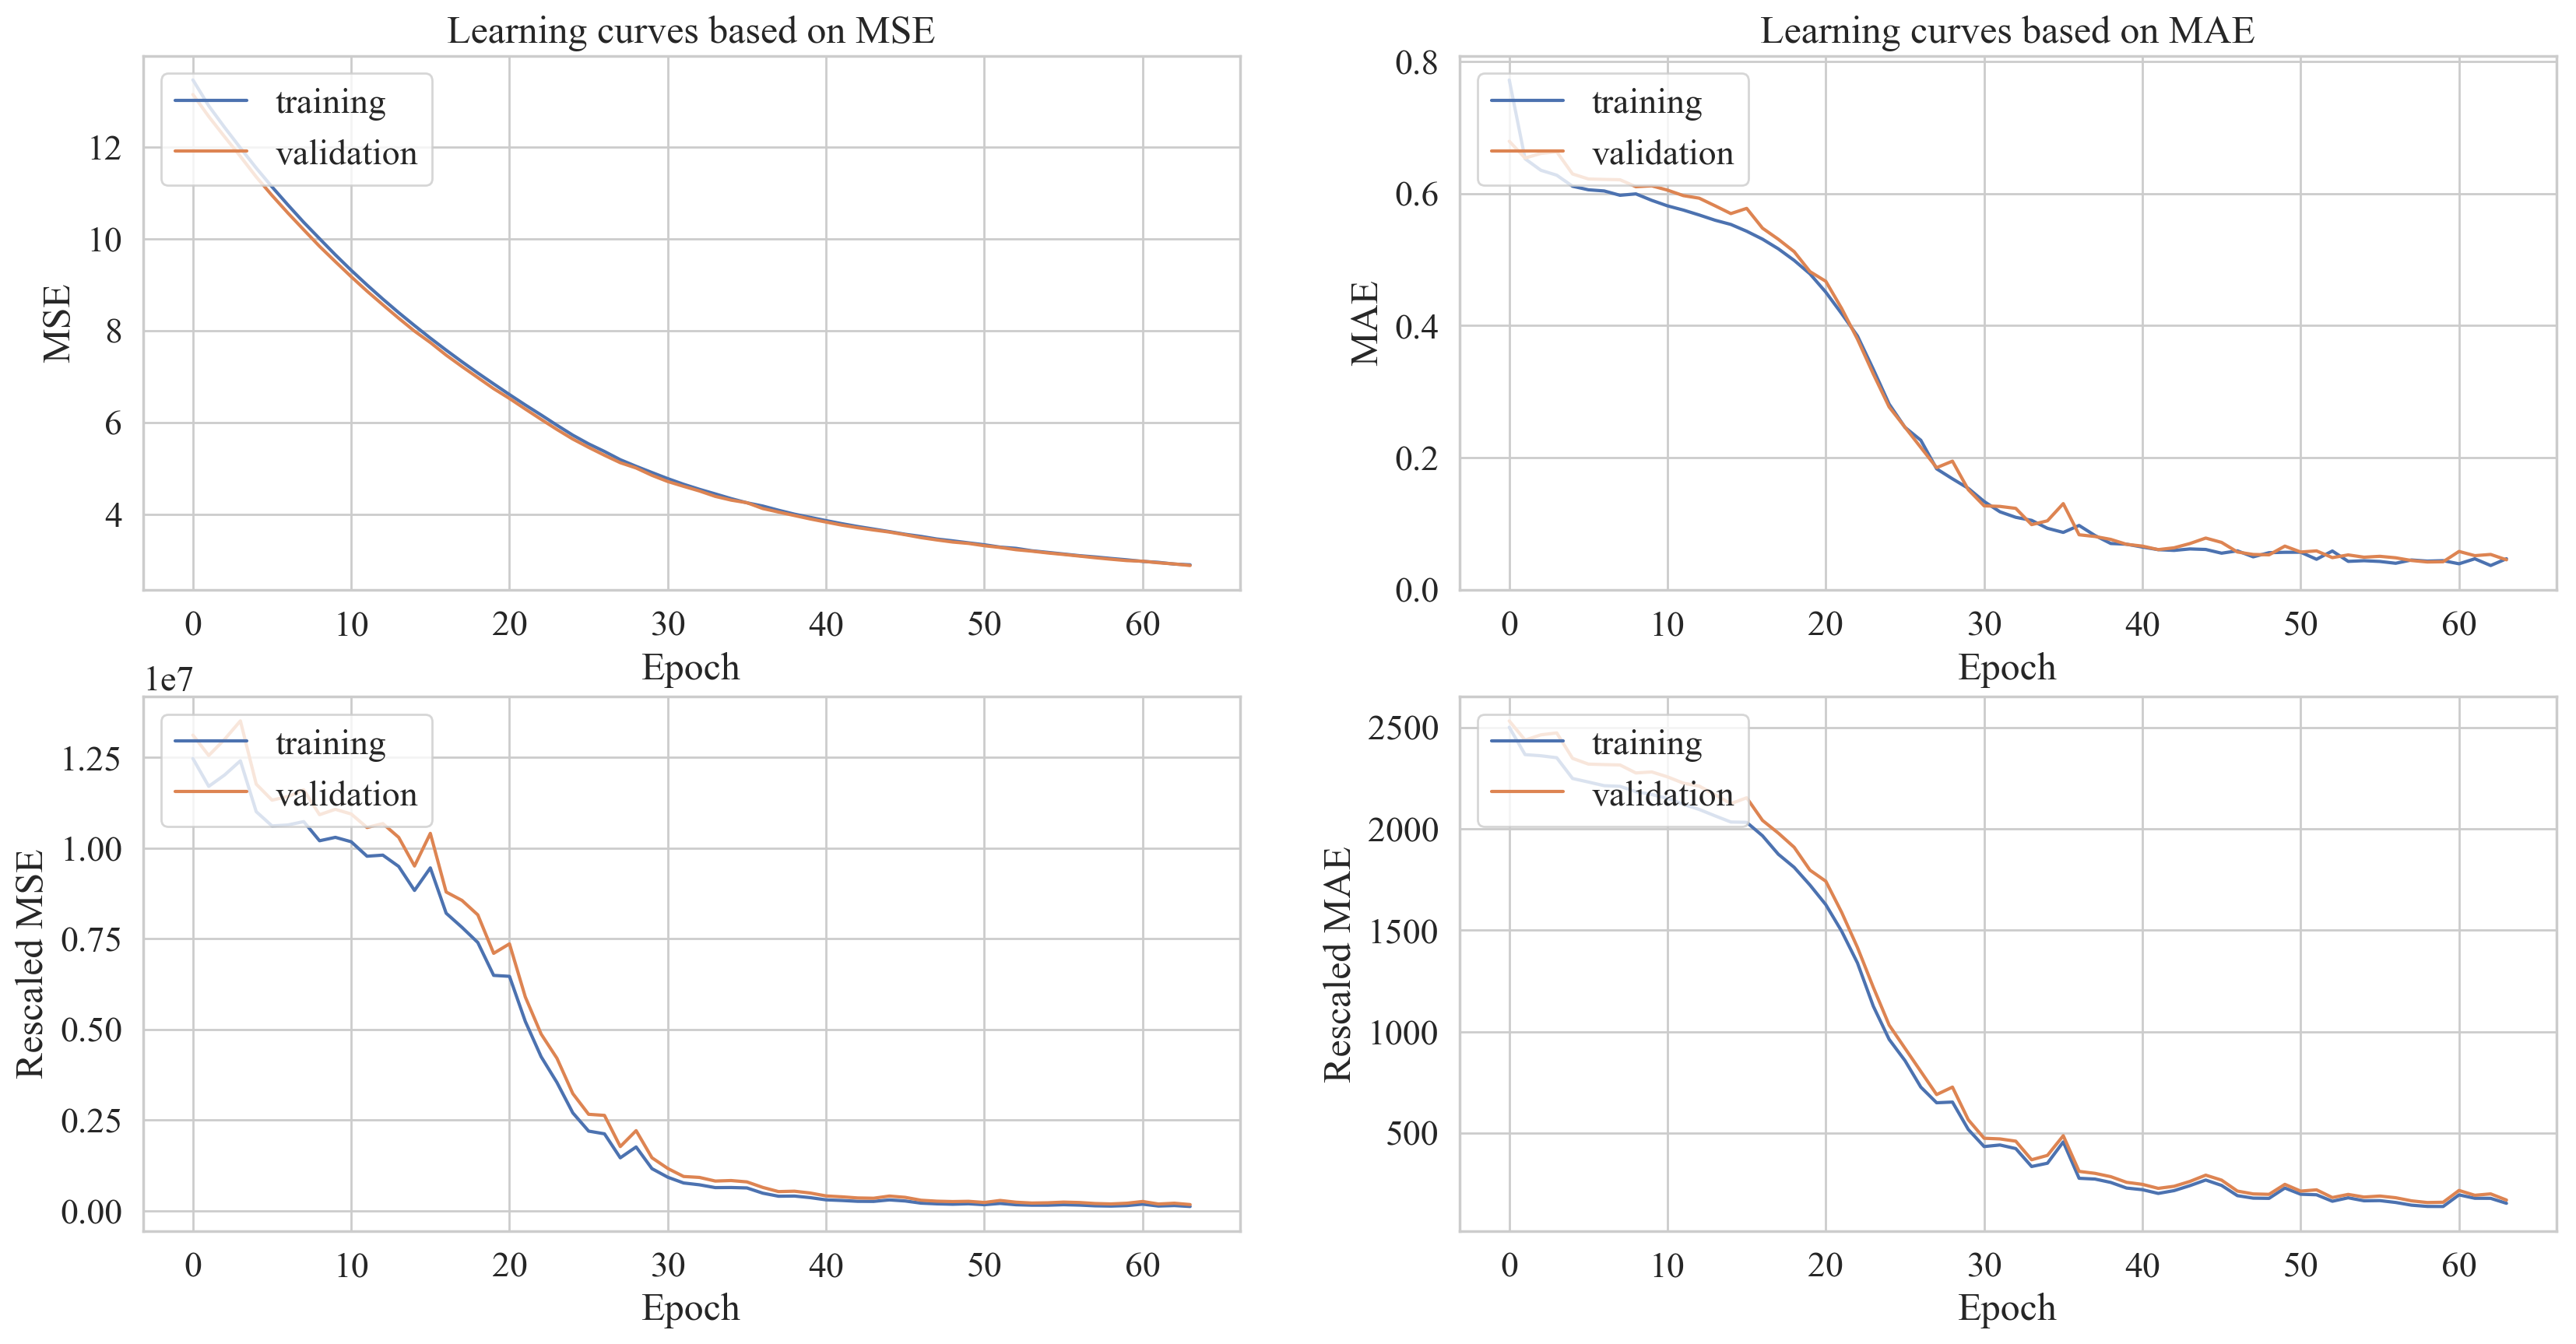 Learning curves based on MSE
training
validation
MSE
12
10
8
6
4
0 10 20 30 40 50 60
Epoch
Learning curves based on MAE
training
validation
MAE
0.8
0.6
0.4
0.2
0.0
0 10 20 30 40 50 60
Epoch
1e7
training
validation
Rescaled MSE
1.25
1.00
0.75
0.50
0.25
0.00
0 10 20 30 40 50 60
Epoch
training
validation
Rescaled MAE
2500
2000
1500
1000
500
0 10 20 30 40 50 60
Epoch